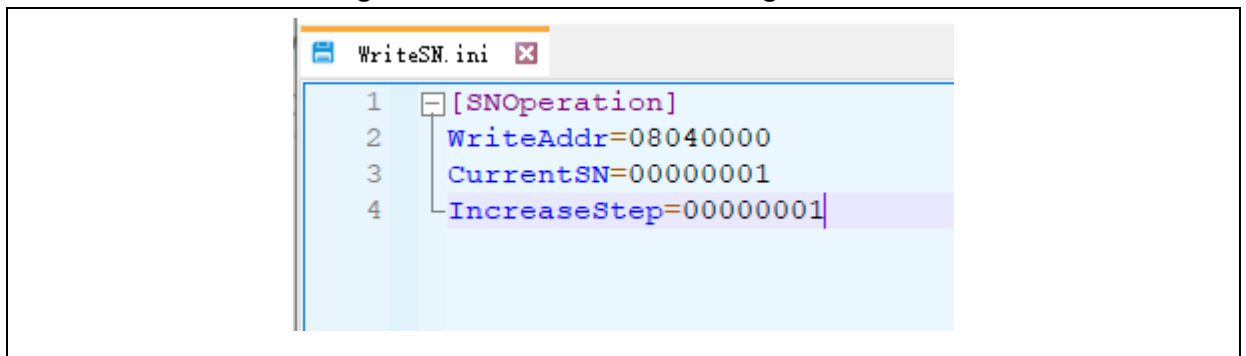 WriteSN.ini
1 [SNOperation]
2 WriteAddr=08040000
3 CurrentSN=00000001
4 IncreaseStep=00000001